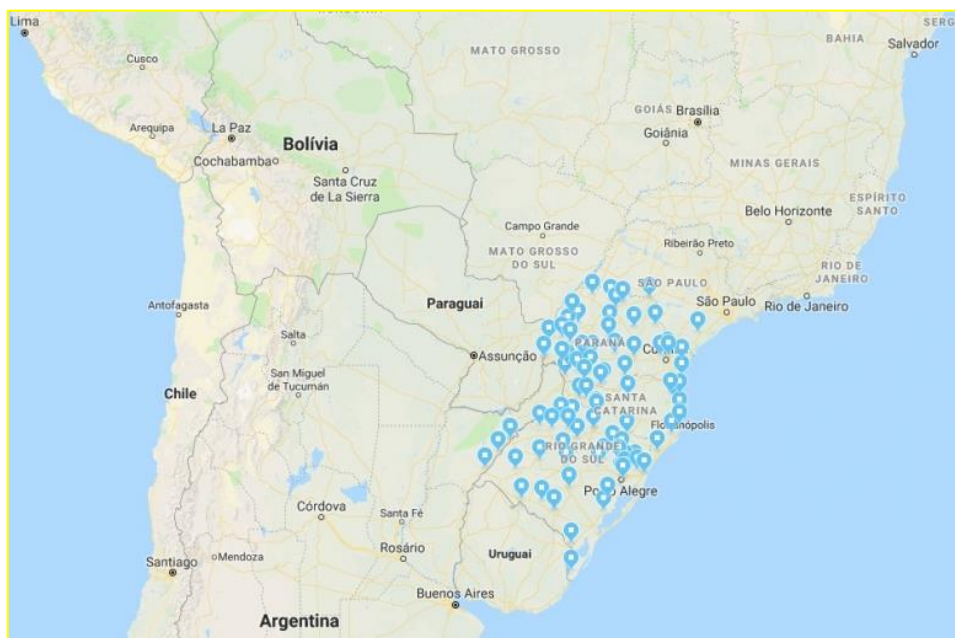 Lima
SERG
MATO GROSSO
BAHIA
Salvador
Cusco
GOIÁS
Brasília
Arequipa
La Paz
Bolívia
Goiânia
Cochabamba
MINAS GERAIS
Santa Cruz
de La Sierra
ESPÍRITO
SANTO
Belo Horizonte
Campo Grande
MATO GROSSO
DO SUL
Ribeirão Preto
RIO DE
JANEIRO
SÃO PAULO
Antofagasta
Paraguai
São Paulo
Rio de Janeiro
Salta
PARANÁ
Assunção
San Miguel
de Tucumán
Chile
SANTA
CATARINA
Florianópolis
RIO GRANDE
DO SUL
Porto Alegre
Córdova
Santa Fé
Mendoza
Rosário
Uruguai
Santiago
Buenos Aires
Argentina